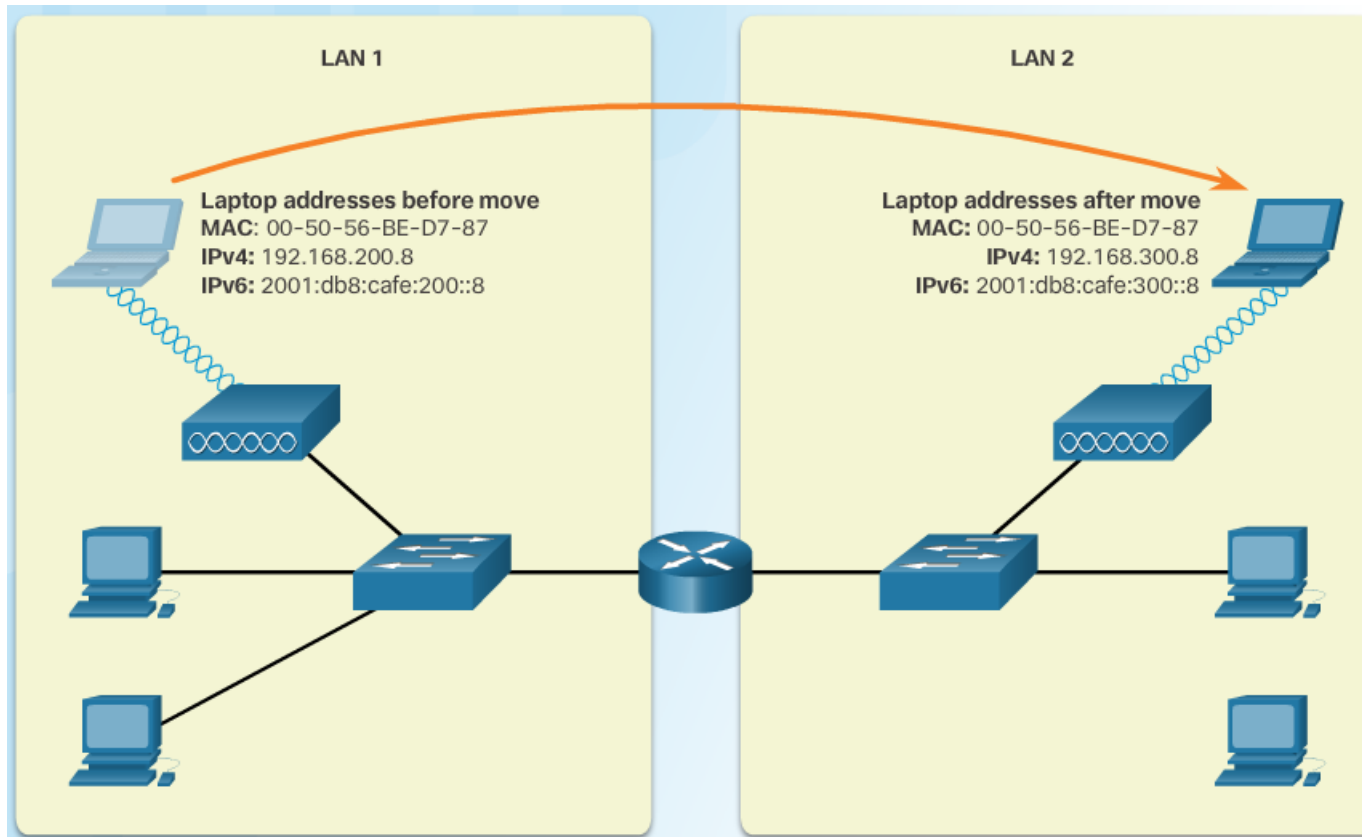 LAN 1
LAN 2
Laptop addresses before move
MAC: 00-50-56-BE-D7-87
IPv4: 192.168.200.8
IPv6: 2001:db8:cafe:200::8
Laptop addresses after move
MAC: 00-50-56-BE-D7-87
IPv4: 192.168.300.8
IPv6: 2001:db8:cafe:300::8